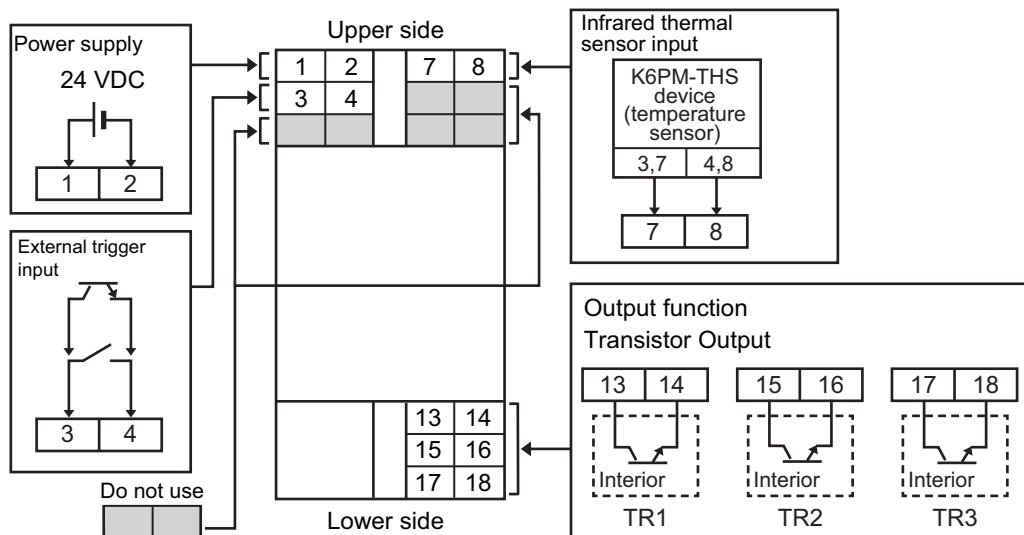 Power supply
24 VDC
1 2
External trigger
input
3 4
Do not use
Upper side
1 2 7 8
3 4
13 14
15 16
17 18
Lower side
Infrared thermal
sensor input
K6PM-THS
device
(temperature
sensor)
3,7 4,8
7 8
Output function
Transistor Output
13 14 15 16 17 18
Interior Interior Interior
TR1 TR2 TR3